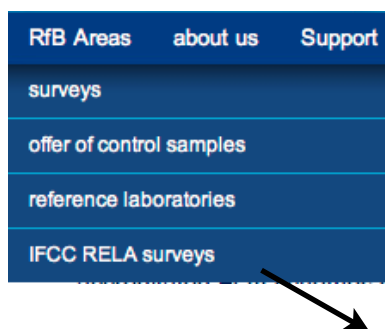 RfB Areas about us Support
surveys
offer of control samples
reference laboratories
IFCC RELA surveys